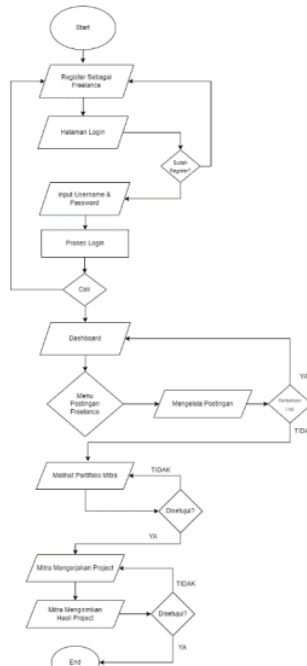 Start
Register Sebagai
Freelance
Halaman Login
Sudah
Register?
Input Username &
Password
Proses Login
Cek
Dashboard
YA
Menu
Postingan
Freelance
Mengelola Postingan
Lagi
TIDAK
Melihat Portifolio Mitra
TIDAK
Disetujui?
YA
Mitra Mengerjakan Project
TIDAK
Mitra Mengirimkan
Hasil Project
Disetujui?
YA
End